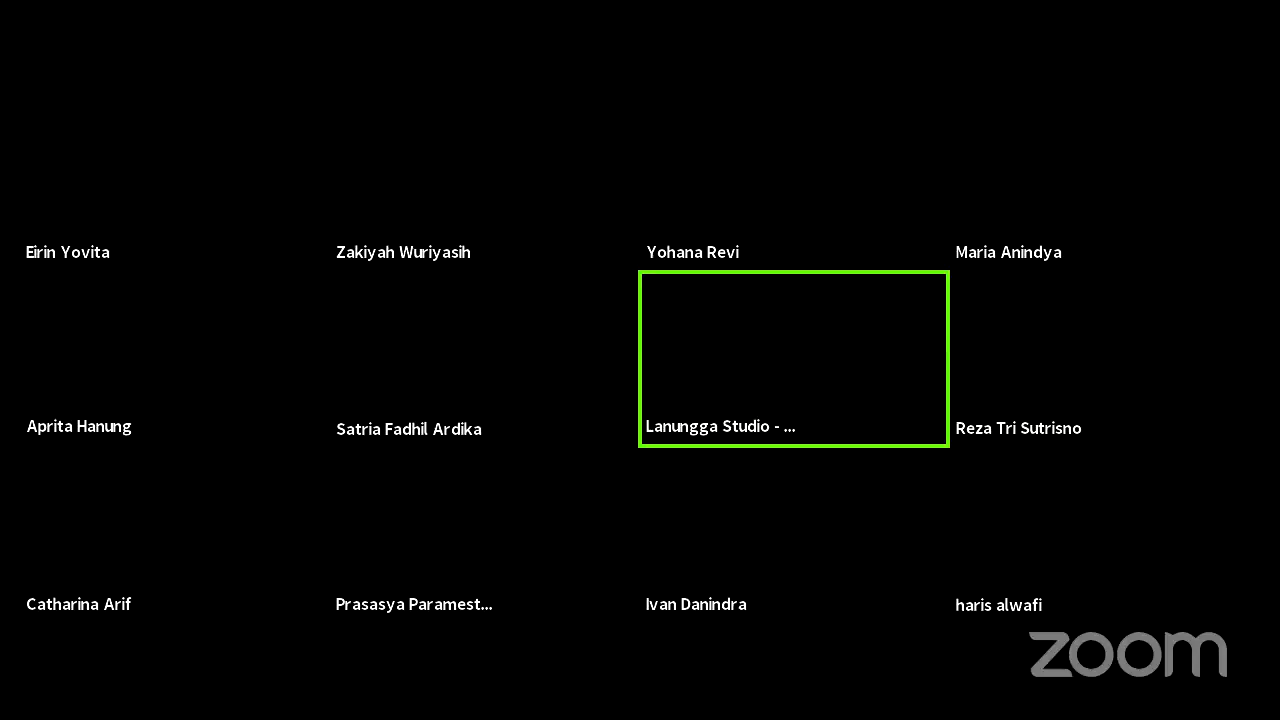 Eirin Yovita
Zakiyah Wuriyasih
Yohana Revi
Maria Anindya
Aprita Hanung
Satria Fadhil Ardika
Lanungga Studio - ...
Reza Tri Sutrisno
Catharina Arif
Prasasya Paramest...
Ivan Danindra
haris alwafi
zoom